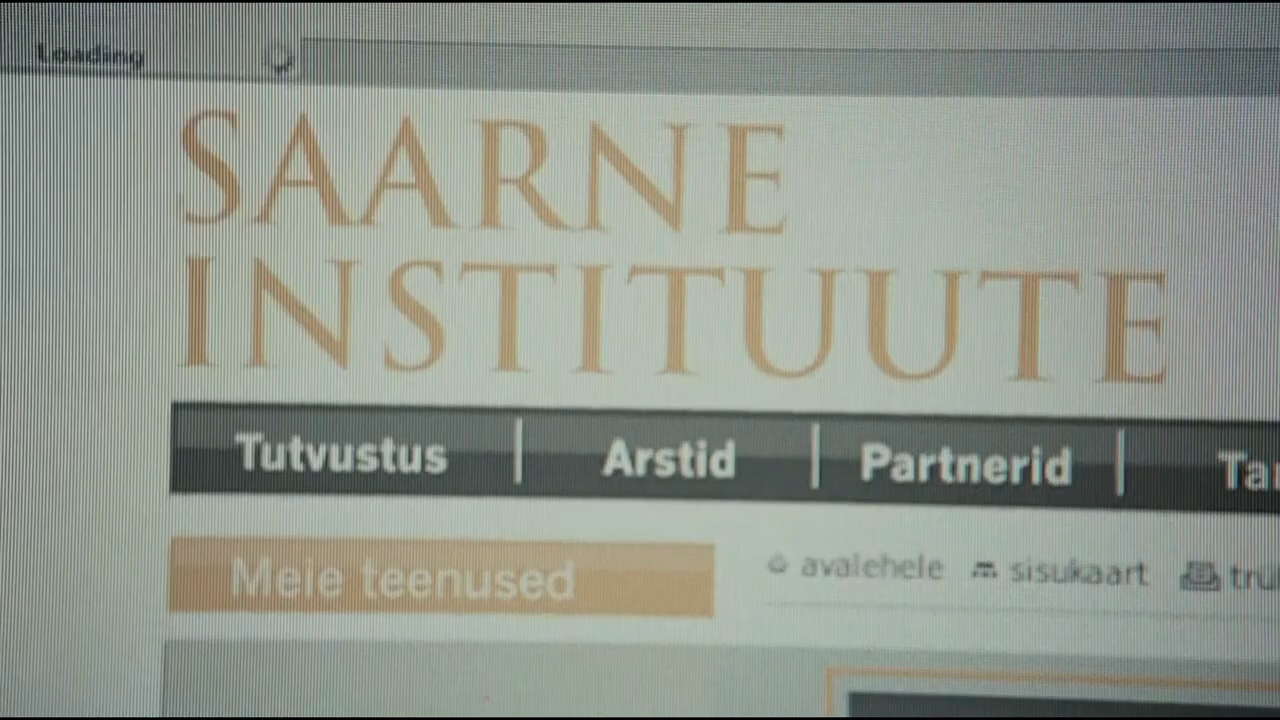 Loading
SAARNE
INSTITUUTE
Tutvustus | Arstid | Partnerid
Meie teenused
avalehele sisukaart